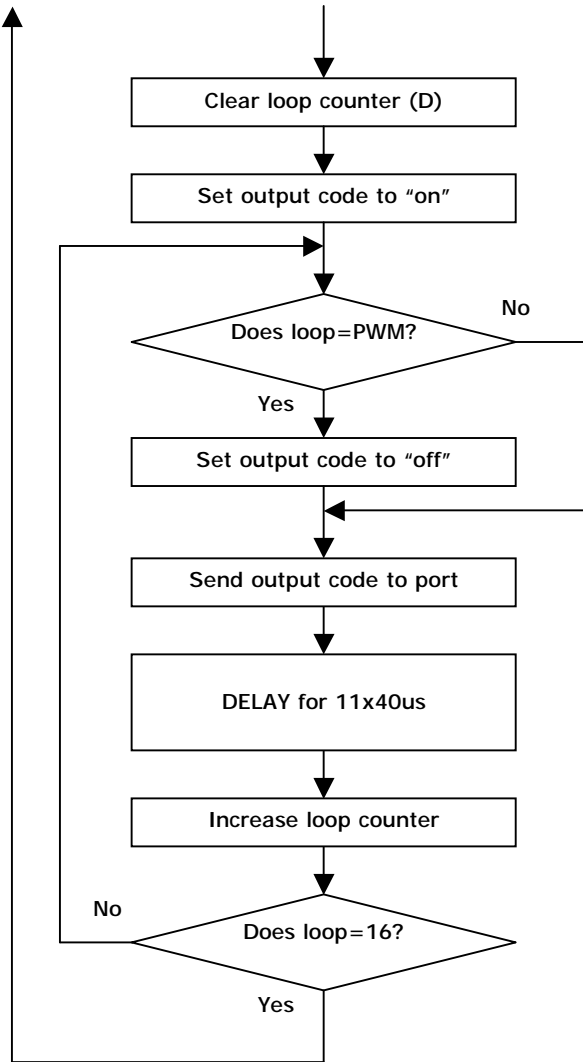 Clear loop counter (D)
Set output code to “on”
Does loop=PWM?
No
Yes
Set output code to “off”
Send output code to port
DELAY for 11x40us
Increase loop counter
No
Does loop=16?
Yes